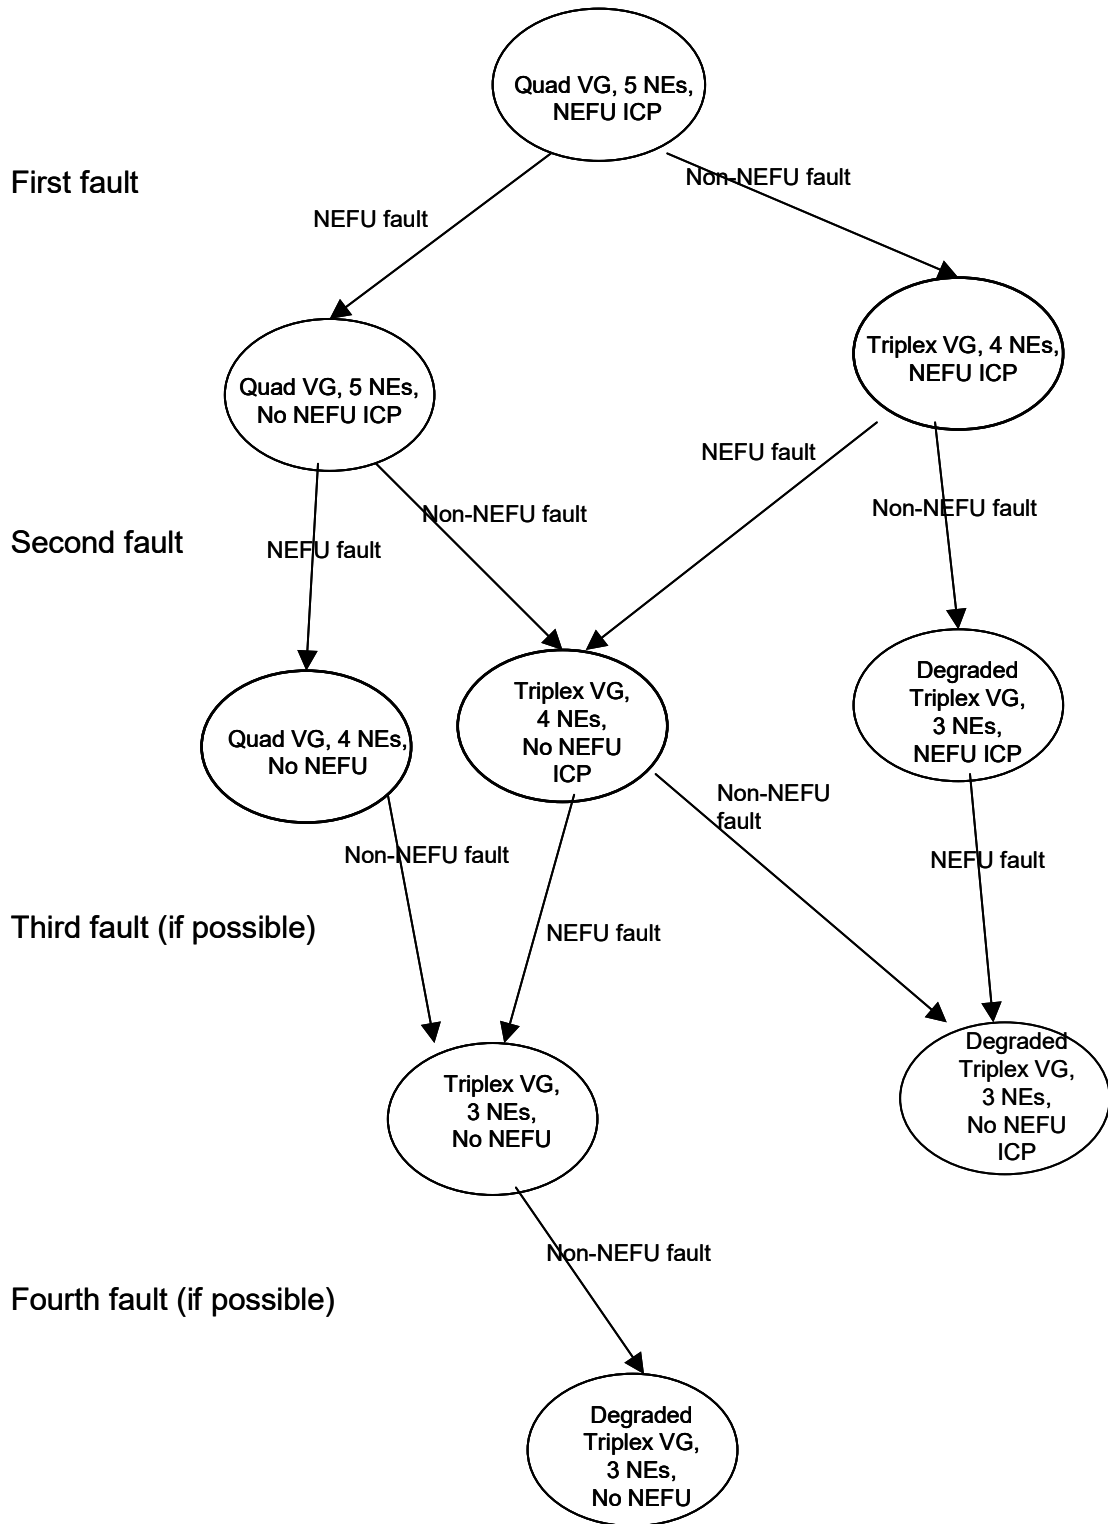 Quad VG, 5 NEs,
NEFU ICP
First fault
Non-NEFU fault
NEFU fault
Triplex VG, 4 NEs,
NEFU ICP
Quad VG, 5 NEs,
No NEFU ICP
NEFU fault
Non-NEFU fault
Non-NEFU fault
Second fault
NEFU fault
Degraded
Triplex VG,
3 NEs,
NEFU ICP
Triplex VG,
4 NEs,
No NEFU
ICP
Quad VG, 4 NEs,
No NEFU
Non-NEFU
fault
Non-NEFU fault
NEFU fault
Third fault (if possible)
NEFU fault
Degraded
Triplex VG,
3 NEs,
No NEFU
ICP
Triplex VG,
3 NEs,
No NEFU
Non-NEFU fault
Fourth fault (if possible)
Degraded
Triplex VG,
3 NEs,
No NEFU